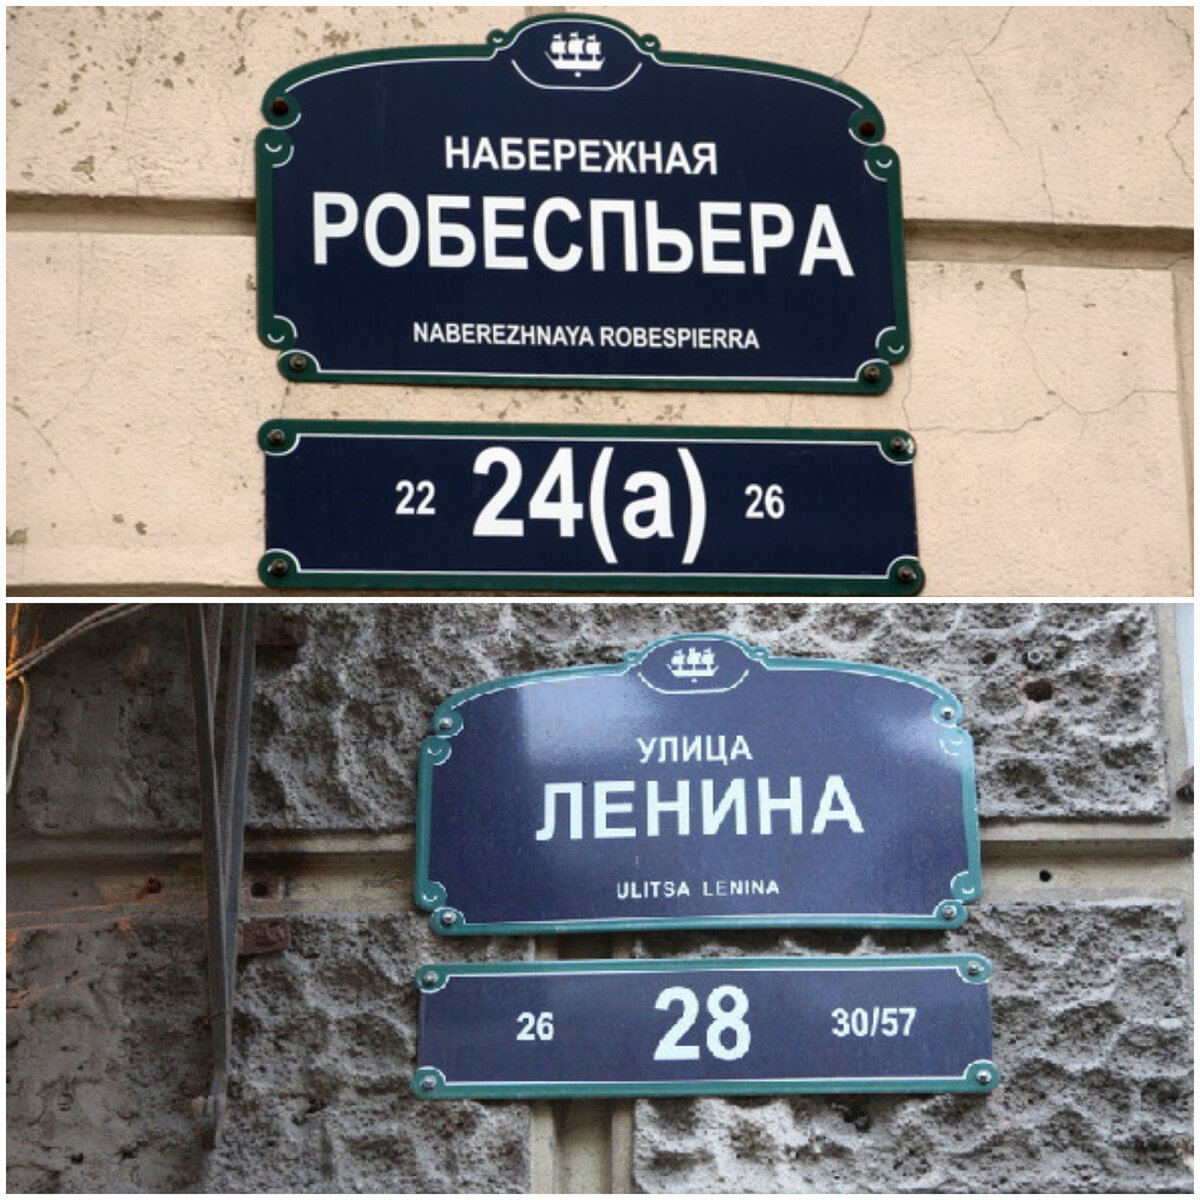 НАБЕРЕЖНАЯ
РОБЕСПЬЕРА
NABEREZHNAYA ROBESPIERRA
22 24(а) 26
УЛИЦА
ЛЕНИНА
ULITSA LENINA
26 28 30/57